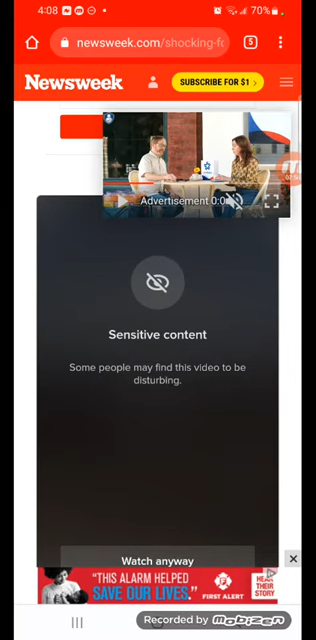 4:08
70%
newsweek.com/shocking-fo
5
Newsweek
SUBSCRIBE FOR $1 >
Advertisement 0:0
Sensitive content
Some people may find this video to be
disturbing.
Watch anyway
"THIS ALARM HELPED
SAVE OUR LIVES."
FIRST ALERT
HEAR
THEIR
STORY
Recorded by MOBIZEN